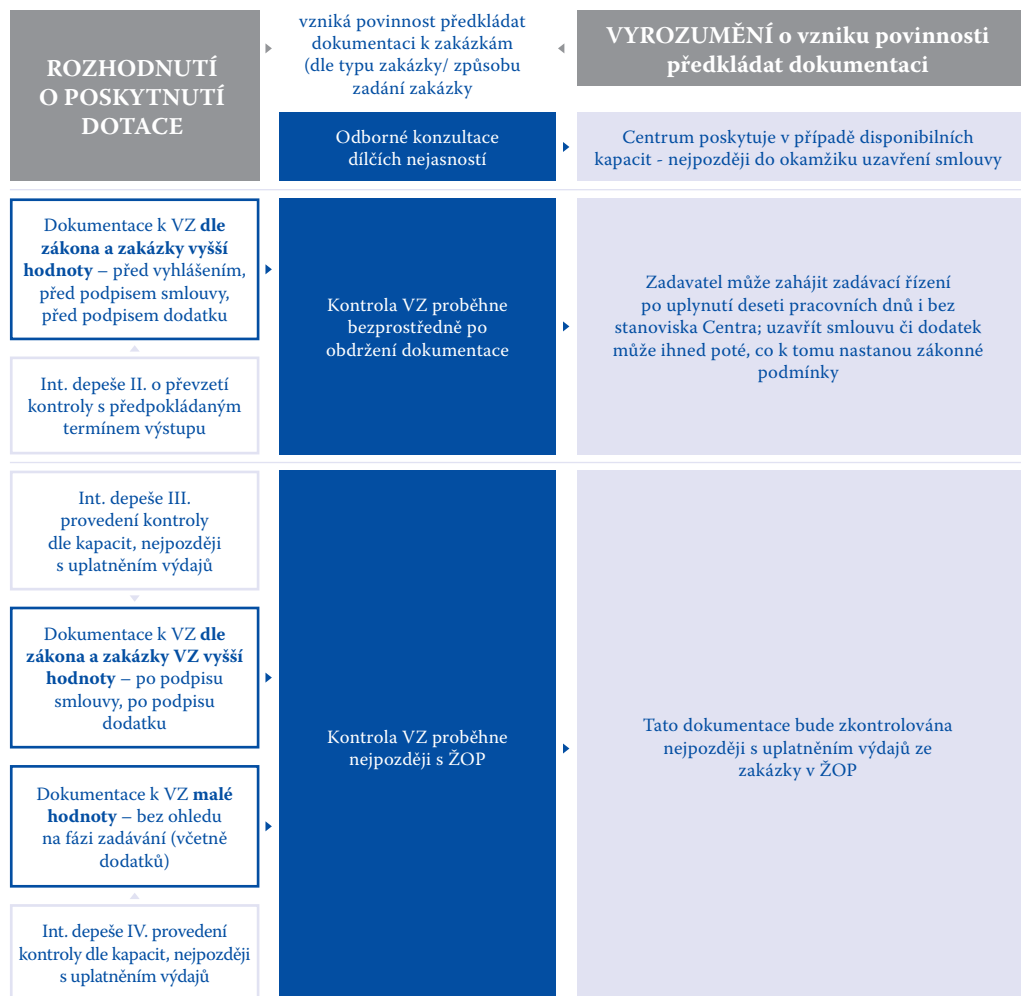 ROZHODNUTÍ
O POSKYTNUTÍ
DOTACE
vzniká povinnost předkládat
dokumentaci k zakázkám
(dle typu zakázky/ způsobu
zadání zakázky
VYROZUMĚNÍ o vzniku povinnosti
předkládat dokumentaci
Odborné konzultace
dílčích nejasností
Centrum poskytuje v případě disponibilních
kapacit - nejpozději do okamžiku uzavření smlouvy
Dokumentace k VZ dle
zákona a zakázky vyšší
hodnoty – před vyhlášením,
před podpisem smlouvy,
před podpisem dodatku
Int. depeše II. o převzetí
kontroly s předpokládaným
termínem výstupu
Kontrola VZ proběhne
bezprostředně po
obdržení dokumentace
Zadavatel může zahájit zadávací řízení
po uplynutí deseti pracovních dnů i bez
stanoviska Centra; uzavřít smlouvu či dodatek
může ihned poté, co k tomu nastanou zákonné
podmínky
Int. depeše III.
provedení kontroly
dle kapacit, nejpozději
s uplatněním výdajů
Dokumentace k VZ dle
zákona a zakázky VZ vyšší
hodnoty – po podpisu
smlouvy, po podpisu
dodatku
Dokumentace k VZ malé
hodnoty – bez ohledu
na fázi zadávání (včetně
dodatků)
Int. depeše IV. provedení
kontroly dle kapacit, nejpozději
s uplatněním výdajů
Kontrola VZ proběhne
nejpozději s ŽOP
Tato dokumentace bude zkontrolována
nejpozději s uplatněním výdajů ze
zakázky v ŽOP